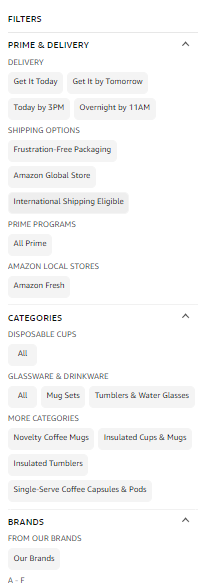 FILTERS
PRIME & DELIVERY
DELIVERY
Get It Today Get It by Tomorrow
Today by 3PM Overnight by 11AM
SHIPPING OPTIONS
Frustration-Free Packaging
Amazon Global Store
International Shipping Eligible
PRIME PROGRAMS
All Prime
AMAZON LOCAL STORES
Amazon Fresh
CATEGORIES
DISPOSABLE CUPS
All
GLASSWARE & DRINKWARE
All Mug Sets Tumblers & Water Glasses
MORE CATEGORIES
Novelty Coffee Mugs Insulated Cups & Mugs
Insulated Tumblers
Single-Serve Coffee Capsules & Pods
BRANDS
FROM OUR BRANDS
Our Brands
A - F